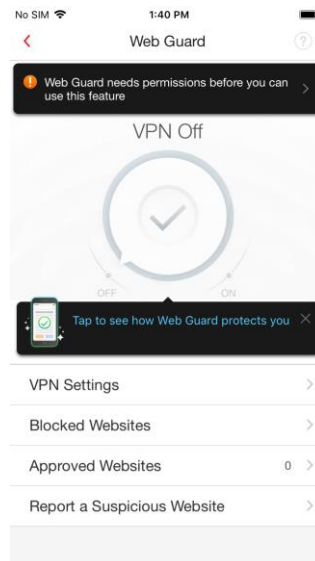 No SIM 1:40 PM
Web Guard ?
Web Guard needs permissions before you can
use this feature
VPN Off
OFF ON
Tap to see how Web Guard protects you
VPN Settings
Blocked Websites
Approved Websites 0
Report a Suspicious Website